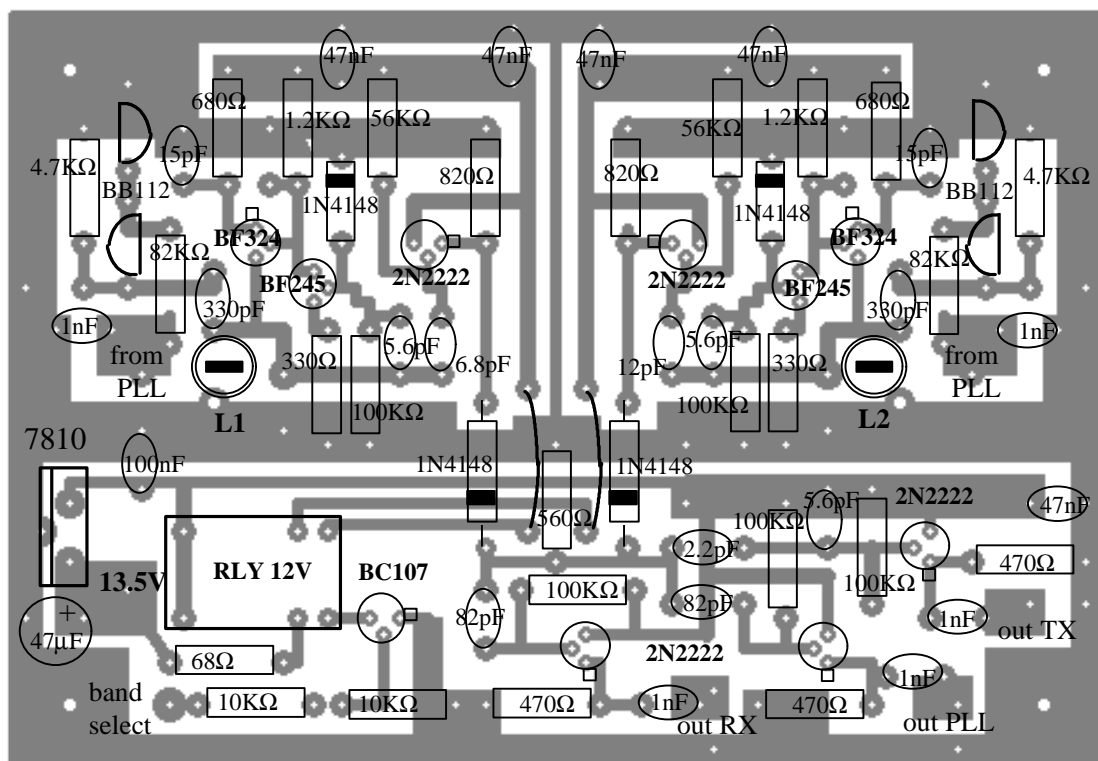 47nF 47nF 47nF 47nF
680Ω 1.2KΩ 56KΩ 56KΩ 1.2KΩ 680Ω
4.7KΩ 15pF 820Ω 820Ω 15pF 4.7KΩ
BB112 1N4148 1N4148 BB112
BF324 BF324
82KΩ 2N2222 2N2222 82KΩ
BF245 BF245
1nF 330pF 330pF 1nF
from 330Ω 5.6pF 6.8pF 12pF 5.6pF 330Ω from
PLL 100KΩ 100KΩ PLL
L1 L2
7810
100nF 1N4148 1N4148
5.6pF 2N2222
47nF
560Ω 100KΩ
2.2pF
13.5V RLY 12V BC107 100KΩ 100KΩ 470Ω
+
47µF 82pF 82pF 1nF out TX
68Ω 2N2222
1nF
band
select 10KΩ 10KΩ 470Ω 1nF out RX 470Ω out PLL